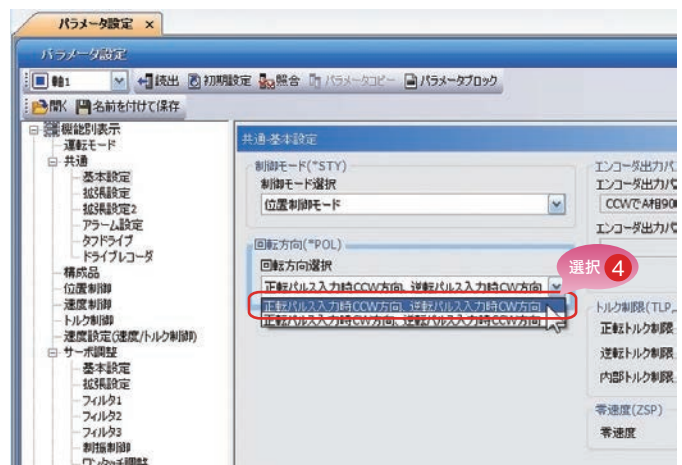 パラメータ設定 ×
パラメータ設定
軸1 読出 初期設定 照合 パラメータコピー パラメータブロック
開く 名前を付けて保存
機能別表示
運転モード
共通
基本設定
拡張設定
拡張設定2
アラーム設定
タフドライブ
ドライブレコーダ
構成品
位置制御
速度制御
トルク制御
速度設定(速度/トルク制御)
サーボ調整
基本設定
拡張設定
フィルタ1
フィルタ2
フィルタ3
制振制御
ワンタッチ調整
共通-基本設定
制御モード(*STY)
制御モード選択
位置制御モード
回転方向(*POL)
回転方向選択
正転パルス入力時CCW方向、逆転パルス入力時CW方向
正転パルス入力時CCW方向、逆転パルス入力時CW方向
正転パルス入力時CW方向、逆転パルス入力時CCW方向
選択 4
エンコーダ出力パ
エンコーダ出力パ
CCWでA相90
エンコーダ出力パ
トルク制限(TLP,
正転トルク制限
逆転トルク制限
内部トルク制限
零速度(ZSP)
零速度